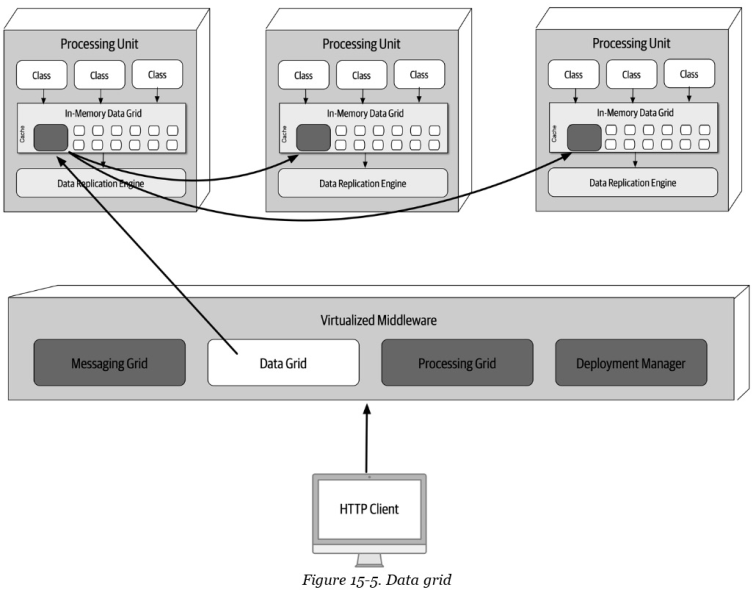 Processing Unit
Class Class Class
In-Memory Data Grid
Cache
Data Replication Engine
Processing Unit
Class Class Class
In-Memory Data Grid
Cache
Data Replication Engine
Processing Unit
Class Class Class
In-Memory Data Grid
Cache
Data Replication Engine
Virtualized Middleware
Messaging Grid
Data Grid
Processing Grid
Deployment Manager
HTTP Client
Figure 15-5. Data grid